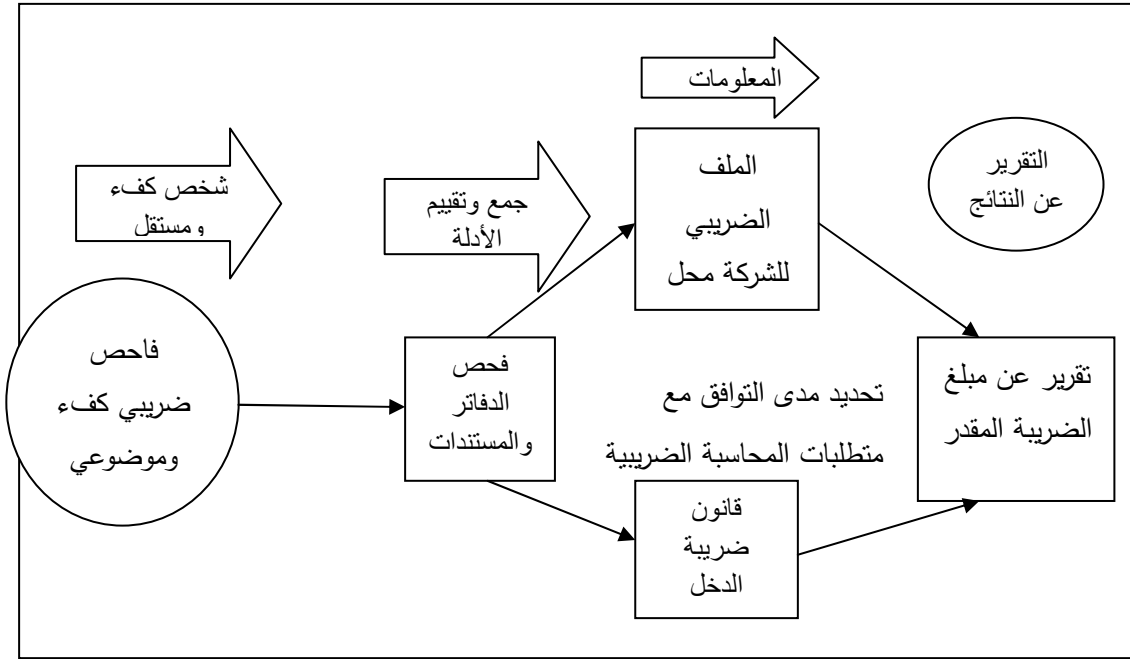 المعلومات
شخص كفء
ومستقل
جمع وتقييم
الأدلة
الملف
الضريبي
للشركة محل
التقرير
عن النتائج
فاحص
ضريبي كفء
وموضوعي
فحص
الدفاتر
والمستندات
تحديد مدى التوافق مع
متطلبات المحاسبة الضريبية
تقرير عن مبلغ
الضريبة المقدر
قانون
ضريبة
الدخل